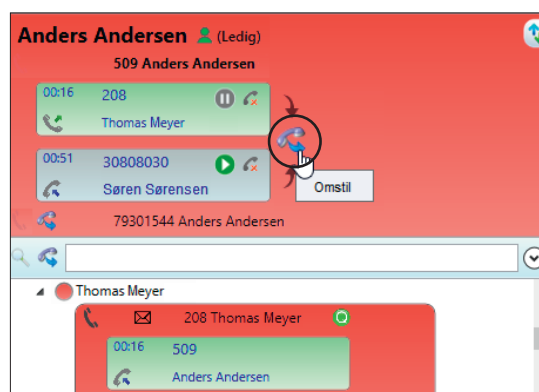 Anders Andersen (Ledig)
509 Anders Andersen
00:16 208
Thomas Meyer
00:51 30808030
Søren Sørensen
Omstil
79301544 Anders Andersen
Thomas Meyer
208 Thomas Meyer
00:16 509
Anders Andersen